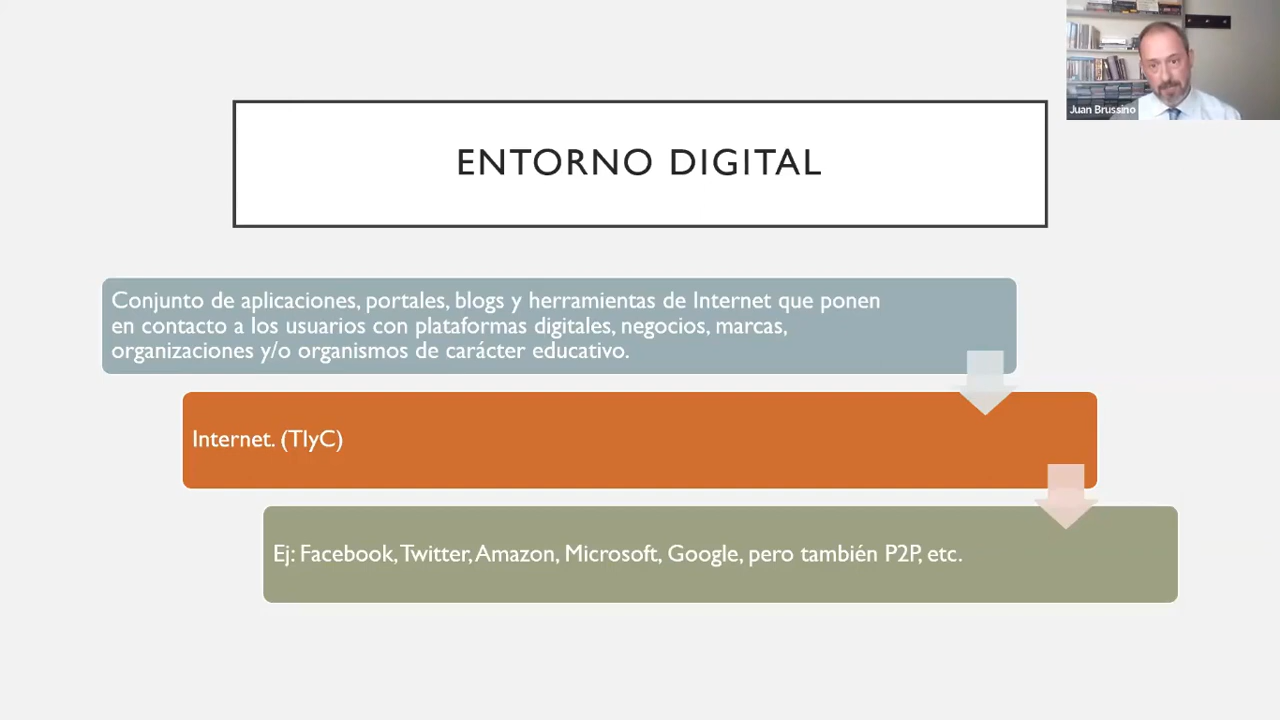 Juan Brussino
ENTORNO DIGITAL
Conjunto de aplicaciones, portales, blogs y herramientas de Internet que ponen
en contacto a los usuarios con plataformas digitales, negocios, marcas,
organizaciones y/o organismos de carácter educativo.
Internet. (TIyC)
Ej: Facebook, Twitter, Amazon, Microsoft, Google, pero también P2P, etc.